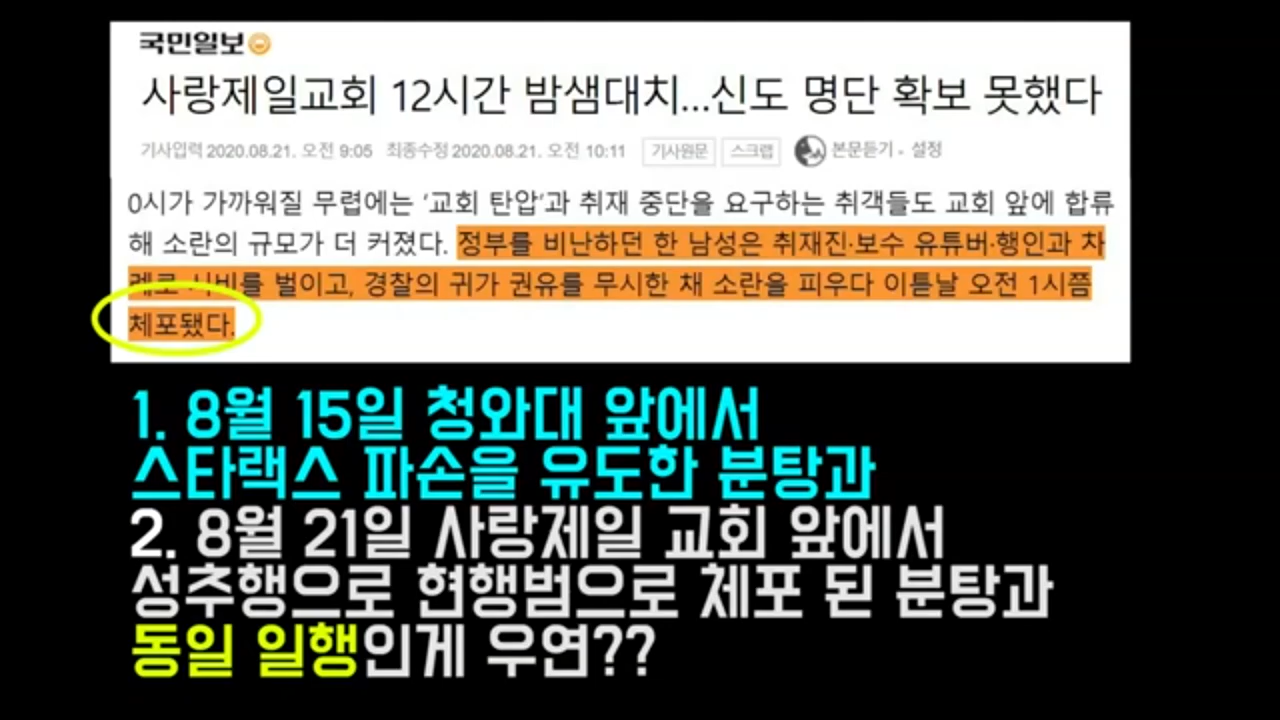 국민일보
사랑제일교회 12시간 밤샘대치...신도 명단 확보 못했다
기사입력 2020.08.21. 오전 9:05 최종수정 2020.08.21. 오전 10:11 기사원문 스크랩 본문듣기 · 설정
0시가 가까워질 무렵에는 ‘교회 탄압’과 취재 중단을 요구하는 취객들도 교회 앞에 합류
해 소란의 규모가 더 커졌다. 정부를 비난하던 한 남성은 취재진·보수 유튜버·행인과 차
례로 시비를 벌이고, 경찰의 귀가 권유를 무시한 채 소란을 피우다 이튿날 오전 1시쯤
체포됐다.
1. 8월 15일 청와대 앞에서
스타랙스 파손을 유도한 분탕과
2. 8월 21일 사랑제일 교회 앞에서
성추행으로 현행범으로 체포 된 분탕과
동일 일행인게 우연??